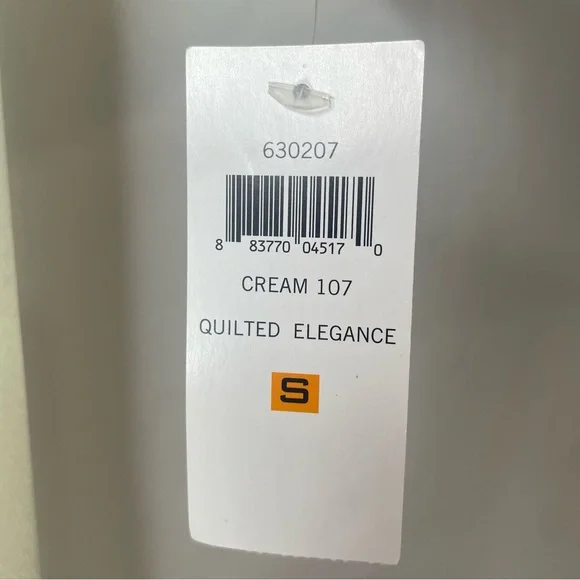 630207
8 83770 04517 0
CREAM 107
QUILTED ELEGANCE
S